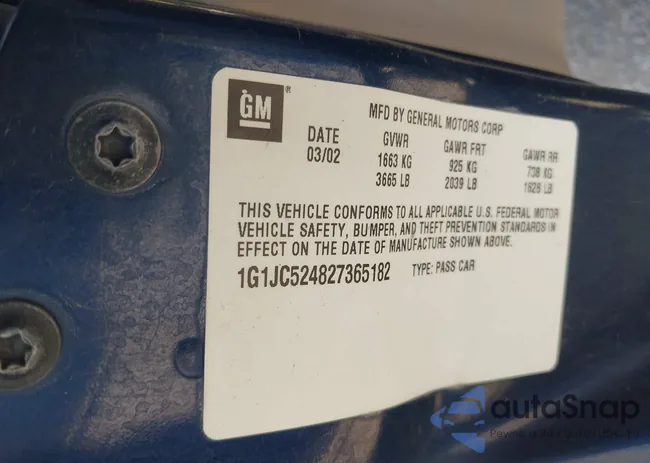 GM
®
MFD BY GENERAL MOTORS CORP
DATE GVWR GAWR FRT GAWR RR
03/02 1663 KG 925 KG 738 KG
3665 LB 2039 LB 1626 LB
THIS VEHICLE CONFORMS TO ALL APPLICABLE U.S. FEDERAL MOTOR
VEHICLE SAFETY, BUMPER, AND THEFT PREVENTION STANDARDS IN
EFFECT ON THE DATE OF MANUFACTURE SHOWN ABOVE.
1G1JC524827365182 TYPE: PASS CAR
autoSnap